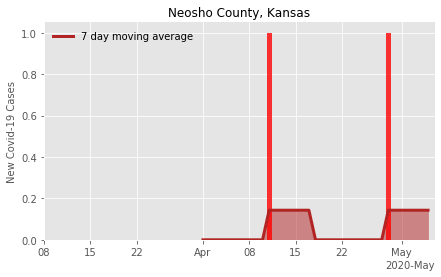 Neosho County, Kansas
7 day moving average
New Covid-19 Cases
1.0
0.8
0.6
0.4
0.2
0.0
08 15 22 Apr 08 15 22 May
2020-May